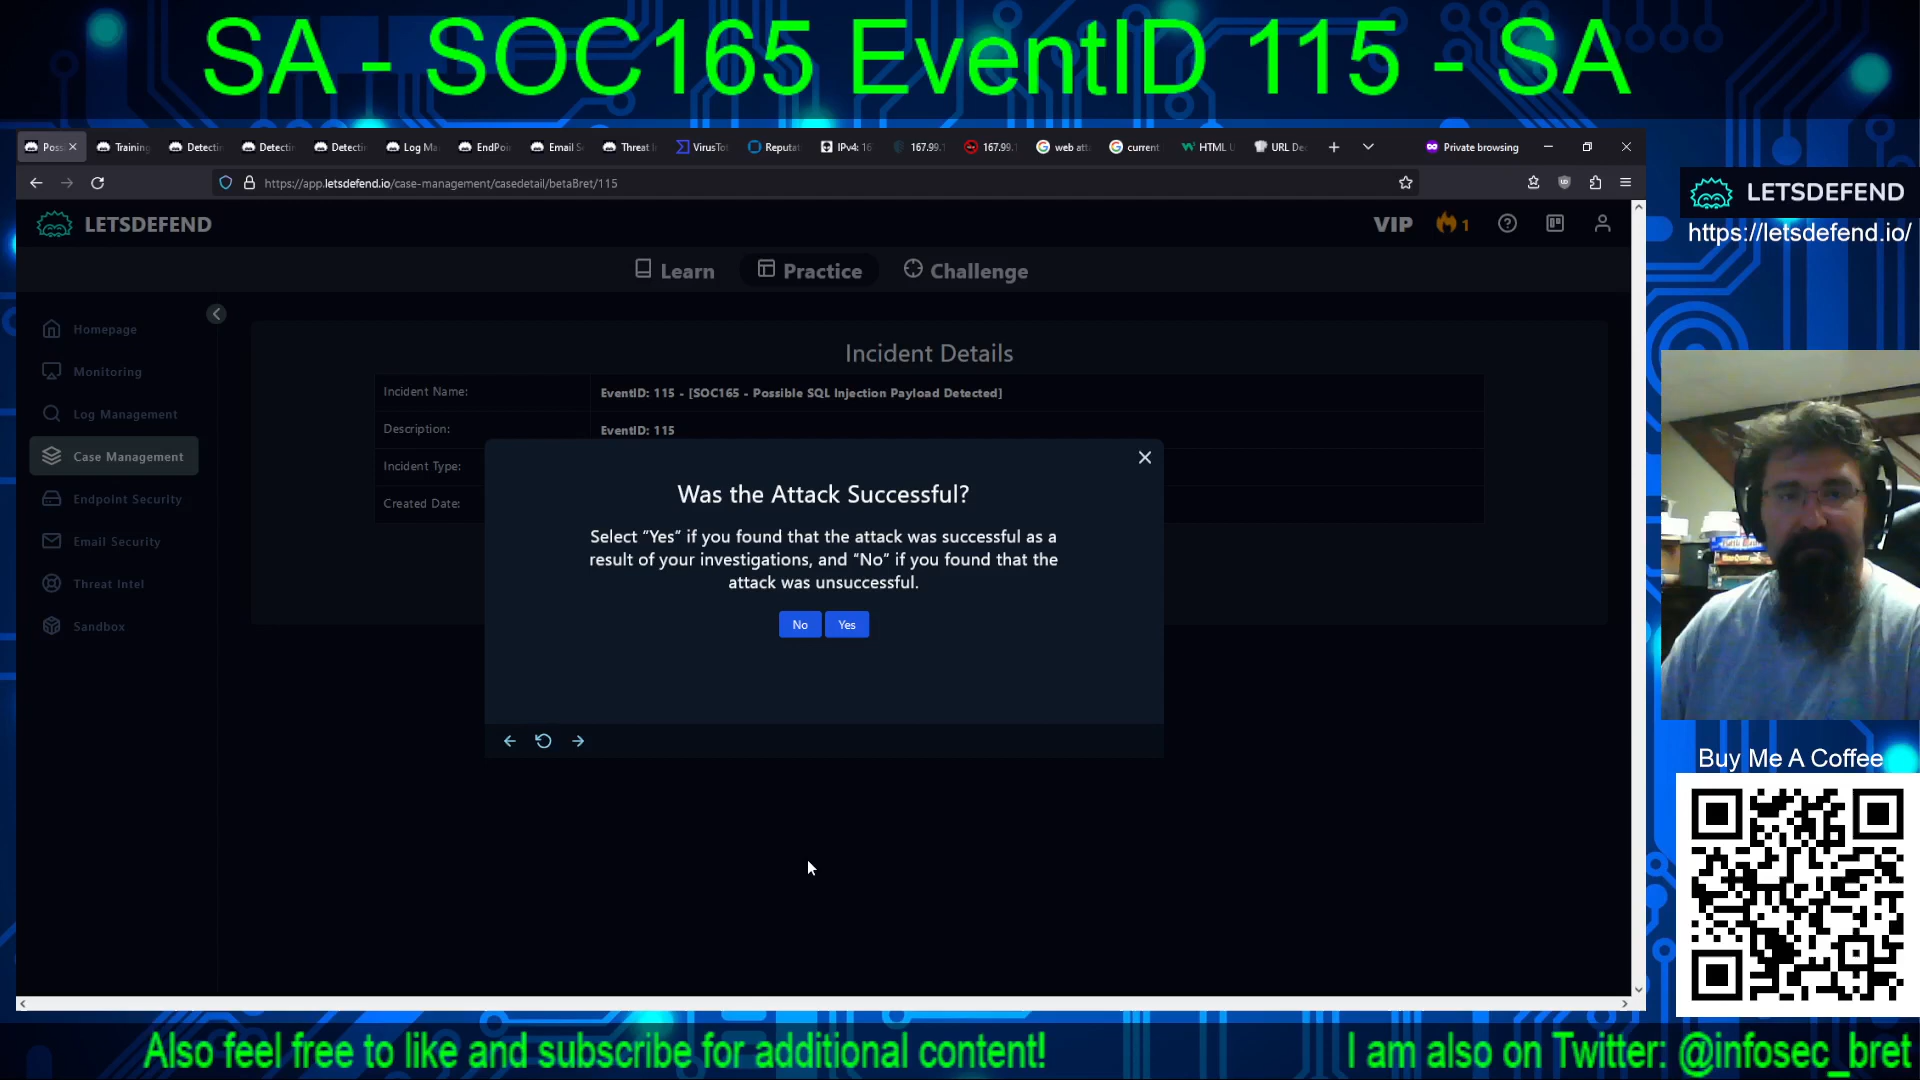 SA - SOC165 EventID 115 - SA
Poss
Training
Detectin
Detectin
Detectin
Log Ma
EndPoi
Email S
Threat I
VirusTo
Reputat
IPv4: 16
167.99.1
167.99.1
web att
current
HTML U
URL De
Private browsing
https://app.letsdefend.io/case-management/casedetail/betaBret/115
LETSDEFEND
VIP
1
Learn
Practice
Challenge
Homepage
Monitoring
Log Management
Case Management
Endpoint Security
Email Security
Threat Intel
Sandbox
Incident Details
Incident Name:
EventID: 115 - [SOC165 - Possible SQL Injection Payload Detected]
Description:
EventID: 115
Incident Type:
Created Date:
Was the Attack Successful?
Select “Yes” if you found that the attack was successful as a
result of your investigations, and “No” if you found that the
attack was unsuccessful.
No
Yes
LETSDEFEND
https://letsdefend.io/
Buy Me A Coffee
Also feel free to like and subscribe for additional content!
I am also on Twitter: @infosec_bret